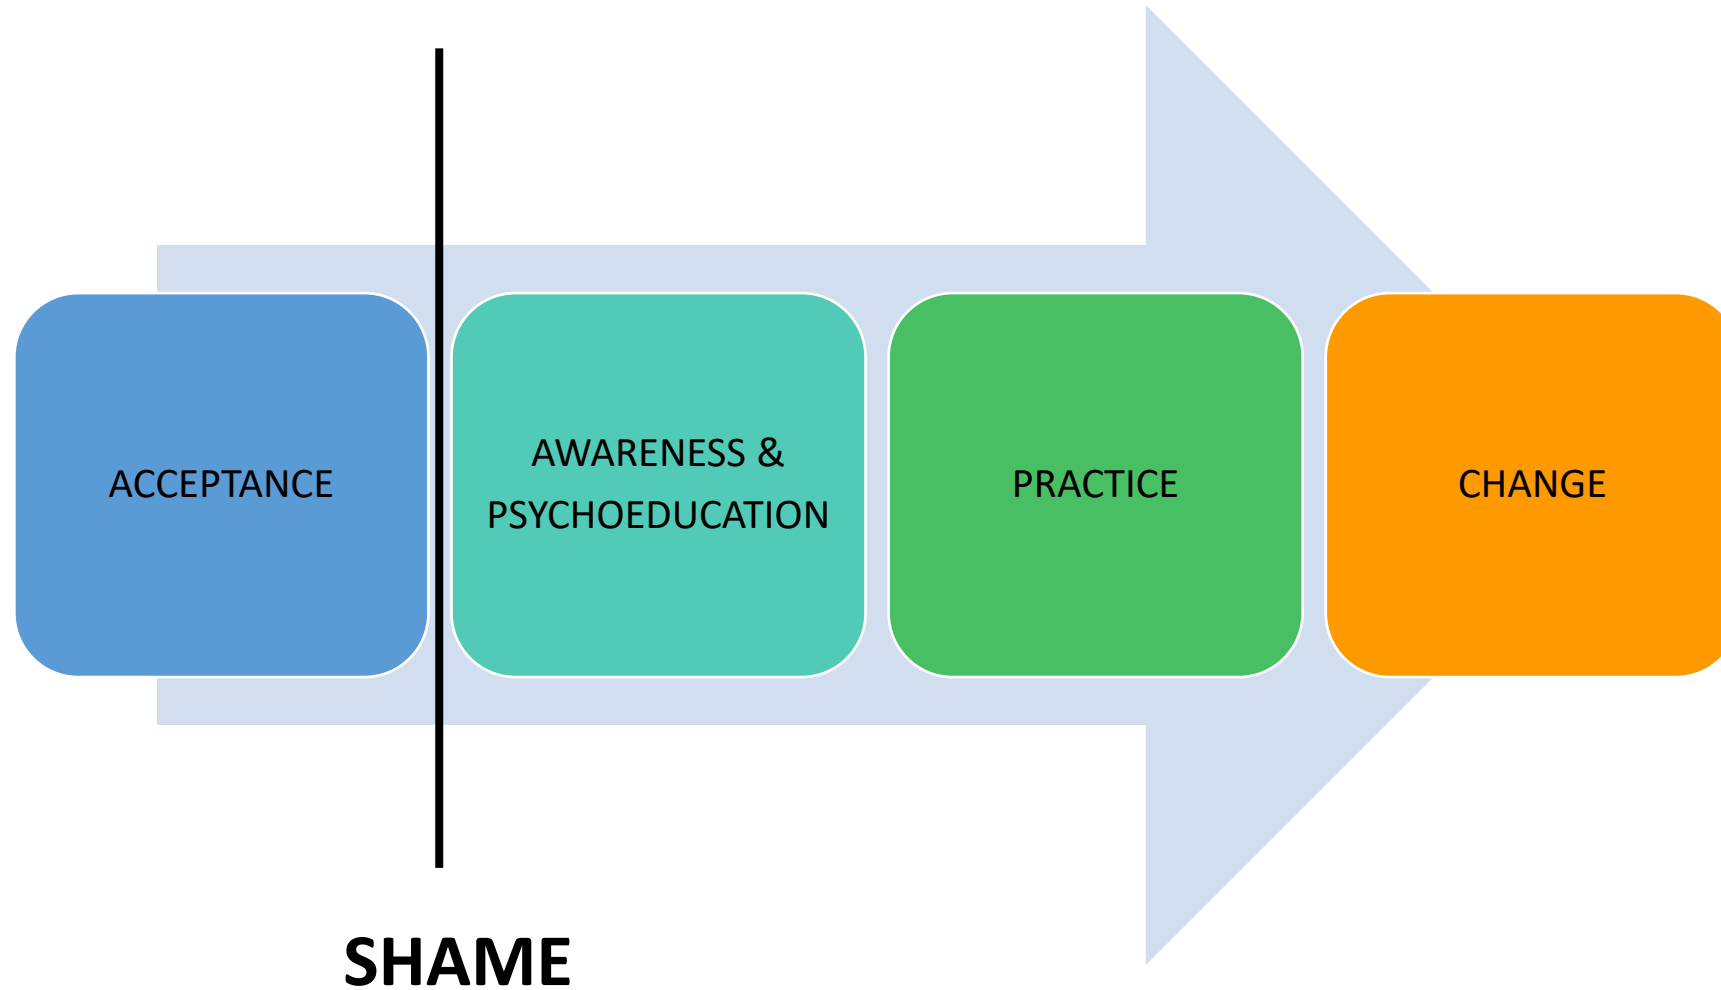 ACCEPTANCE
AWARENESS &
PSYCHOEDUCATION
PRACTICE
CHANGE
SHAME